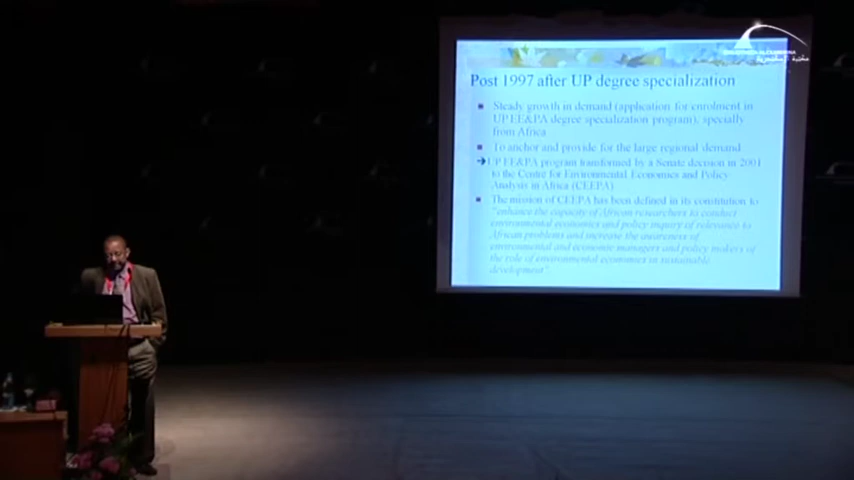 BIBLIOTHECA ALEXANDRINA
مكتبة الإسكندرية
Post 1997 after UP degree specialization
Steady growth in demand (application for enrolment in
UP EE&PA degree specialization program), specially
from Africa
To anchor and provide for the large regional demand
UP EE&PA program transformed by a Senate decision in 2001
to the Centre for Environmental Economics and Policy
Analysis in Africa (CEEPA)
The mission of CEEPA has been defined in its constitution to
"enhance the capacity of African researchers to conduct
environmental economics and policy inquiry of relevance to
African problems and increase the awareness of
environmental and economic managers and policy makers of
the role of environmental economics in sustainable
development"